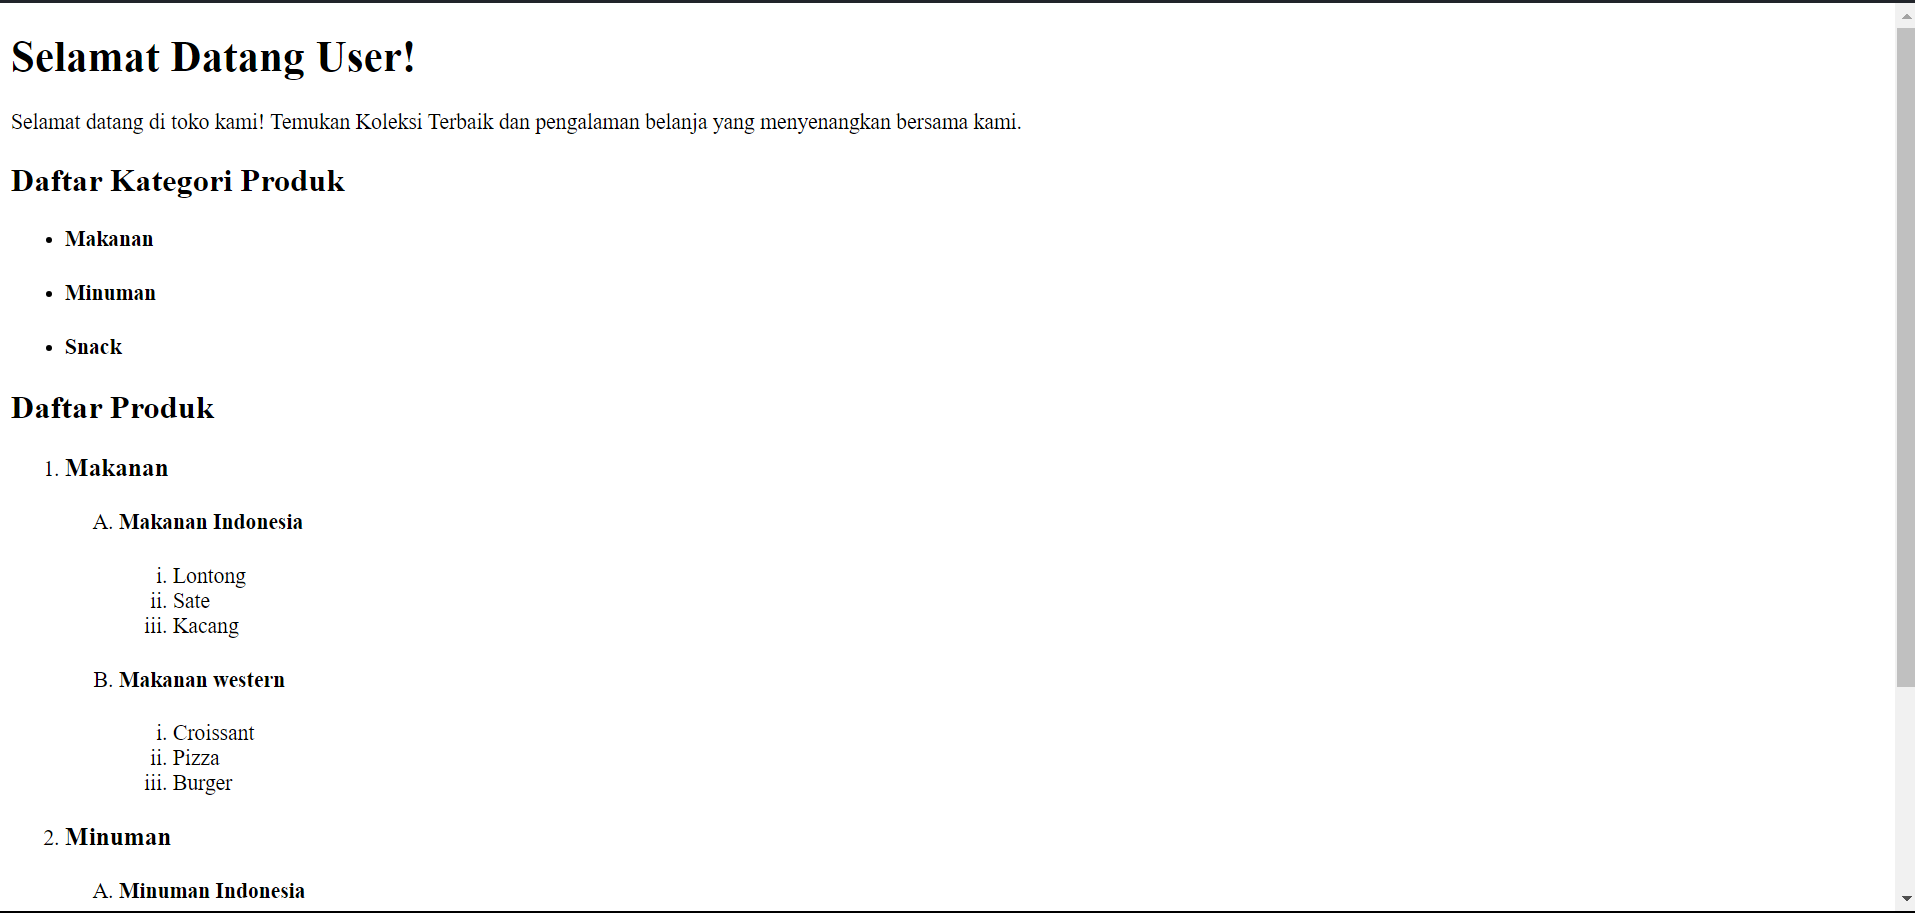 Selamat Datang User!
Selamat datang di toko kami! Temukan Koleksi Terbaik dan pengalaman belanja yang menyenangkan bersama kami.
Daftar Kategori Produk
• Makanan
• Minuman
• Snack
Daftar Produk
1. Makanan
A. Makanan Indonesia
i. Lontong
ii. Sate
iii. Kacang
B. Makanan western
i. Croissant
ii. Pizza
iii. Burger
2. Minuman
A. Minuman Indonesia